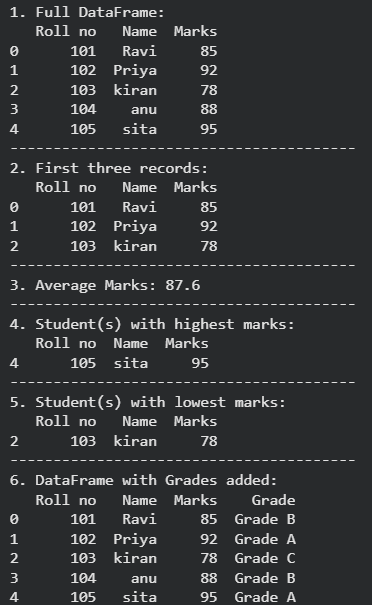 1. Full DataFrame:
   Roll no   Name  Marks
0      101   Ravi     85
1      102  Priya     92
2      103  kiran     78
3      104    anu     88
4      105   sita     95
----------------------------------------
2. First three records:
   Roll no   Name  Marks
0      101   Ravi     85
1      102  Priya     92
2      103  kiran     78
----------------------------------------
3. Average Marks: 87.6
----------------------------------------
4. Student(s) with highest marks:
   Roll no  Name  Marks
4      105  sita     95
----------------------------------------
5. Student(s) with lowest marks:
   Roll no   Name  Marks
2      103  kiran     78
----------------------------------------
6. DataFrame with Grades added:
   Roll no   Name  Marks    Grade
0      101   Ravi     85  Grade B
1      102  Priya     92  Grade A
2      103  kiran     78  Grade C
3      104    anu     88  Grade B
4      105   sita     95  Grade A